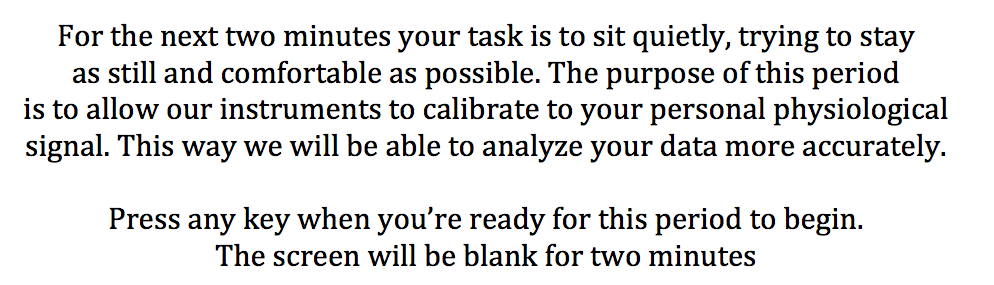 For the next two minutes your task is to sit quietly, trying to stay
as still and comfortable as possible. The purpose of this period
is to allow our instruments to calibrate to your personal physiological
signal. This way we will be able to analyze your data more accurately.
Press any key when you’re ready for this period to begin.
The screen will be blank for two minutes